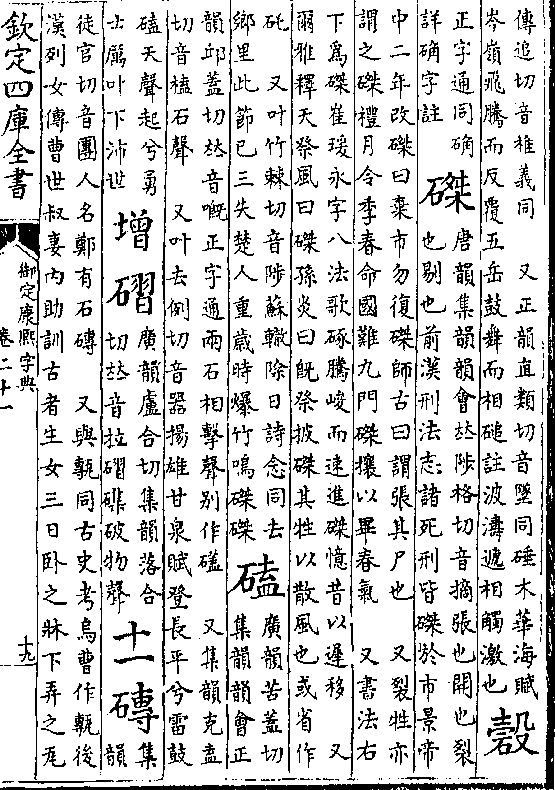 傳追切音椎義同　又正韻直類切音墜同硾木華海賦
岑嶺飛騰而反覆五岳鼓舞而相磓註波濤遞相觸激也
正字通同确
詳确字註
磔
唐韻集韻韻會𠀤陟格切音摘張也開也裂
也剔也前漢刑法志諸死刑皆磔於市景帝
中二年改磔曰棄市勿復磔師古曰謂張其尸也　又裂牲亦
謂之磔禮月令季春命國難九門磔攘以畢春氣　又書法右
下爲磔崔瑗永字八法歌啄騰峻而速進磔憶昔以遲移　又
爾雅釋天祭風曰磔孫炎曰旣祭披磔其牲以散風也或省作
矺　又叶竹棘切音陟蘇轍除日詩念同去
鄉里此節已三失楚人重歲時爆竹鳴磔磔
磕
廣韻苦蓋切
集韻韻會正
韻邱蓋切𠀤音嘅正字通兩石相擊聲別作礚　又集韻克盍
切音榼石聲　又叶去例切音器揚雄甘泉賦登長平兮雷鼓
磕天聲起兮勇
士厲叶下沛世
增磖
廣韻盧合切集韻落合
切𠀤音拉磖䃳破物聲
十一磚
集
韻
徒官切音團人名鄭有石磚　又與甎同古史考烏曹作甎後
漢列女傳曹世叔妻內助訓古者生女三日臥之牀下弄之瓦
欽定四庫全書
御定康熙字典
卷二十一
十九